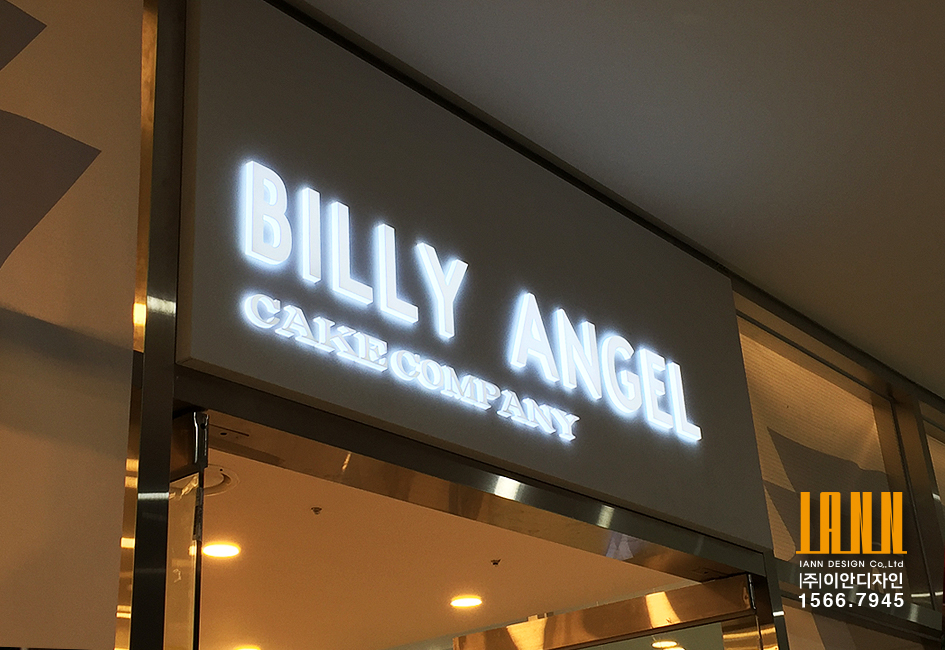 BILLY ANGEL
CAKE COMPANY
IANN
IANN DESIGN Co,.Ltd
(주)이안디자인
1566.7945